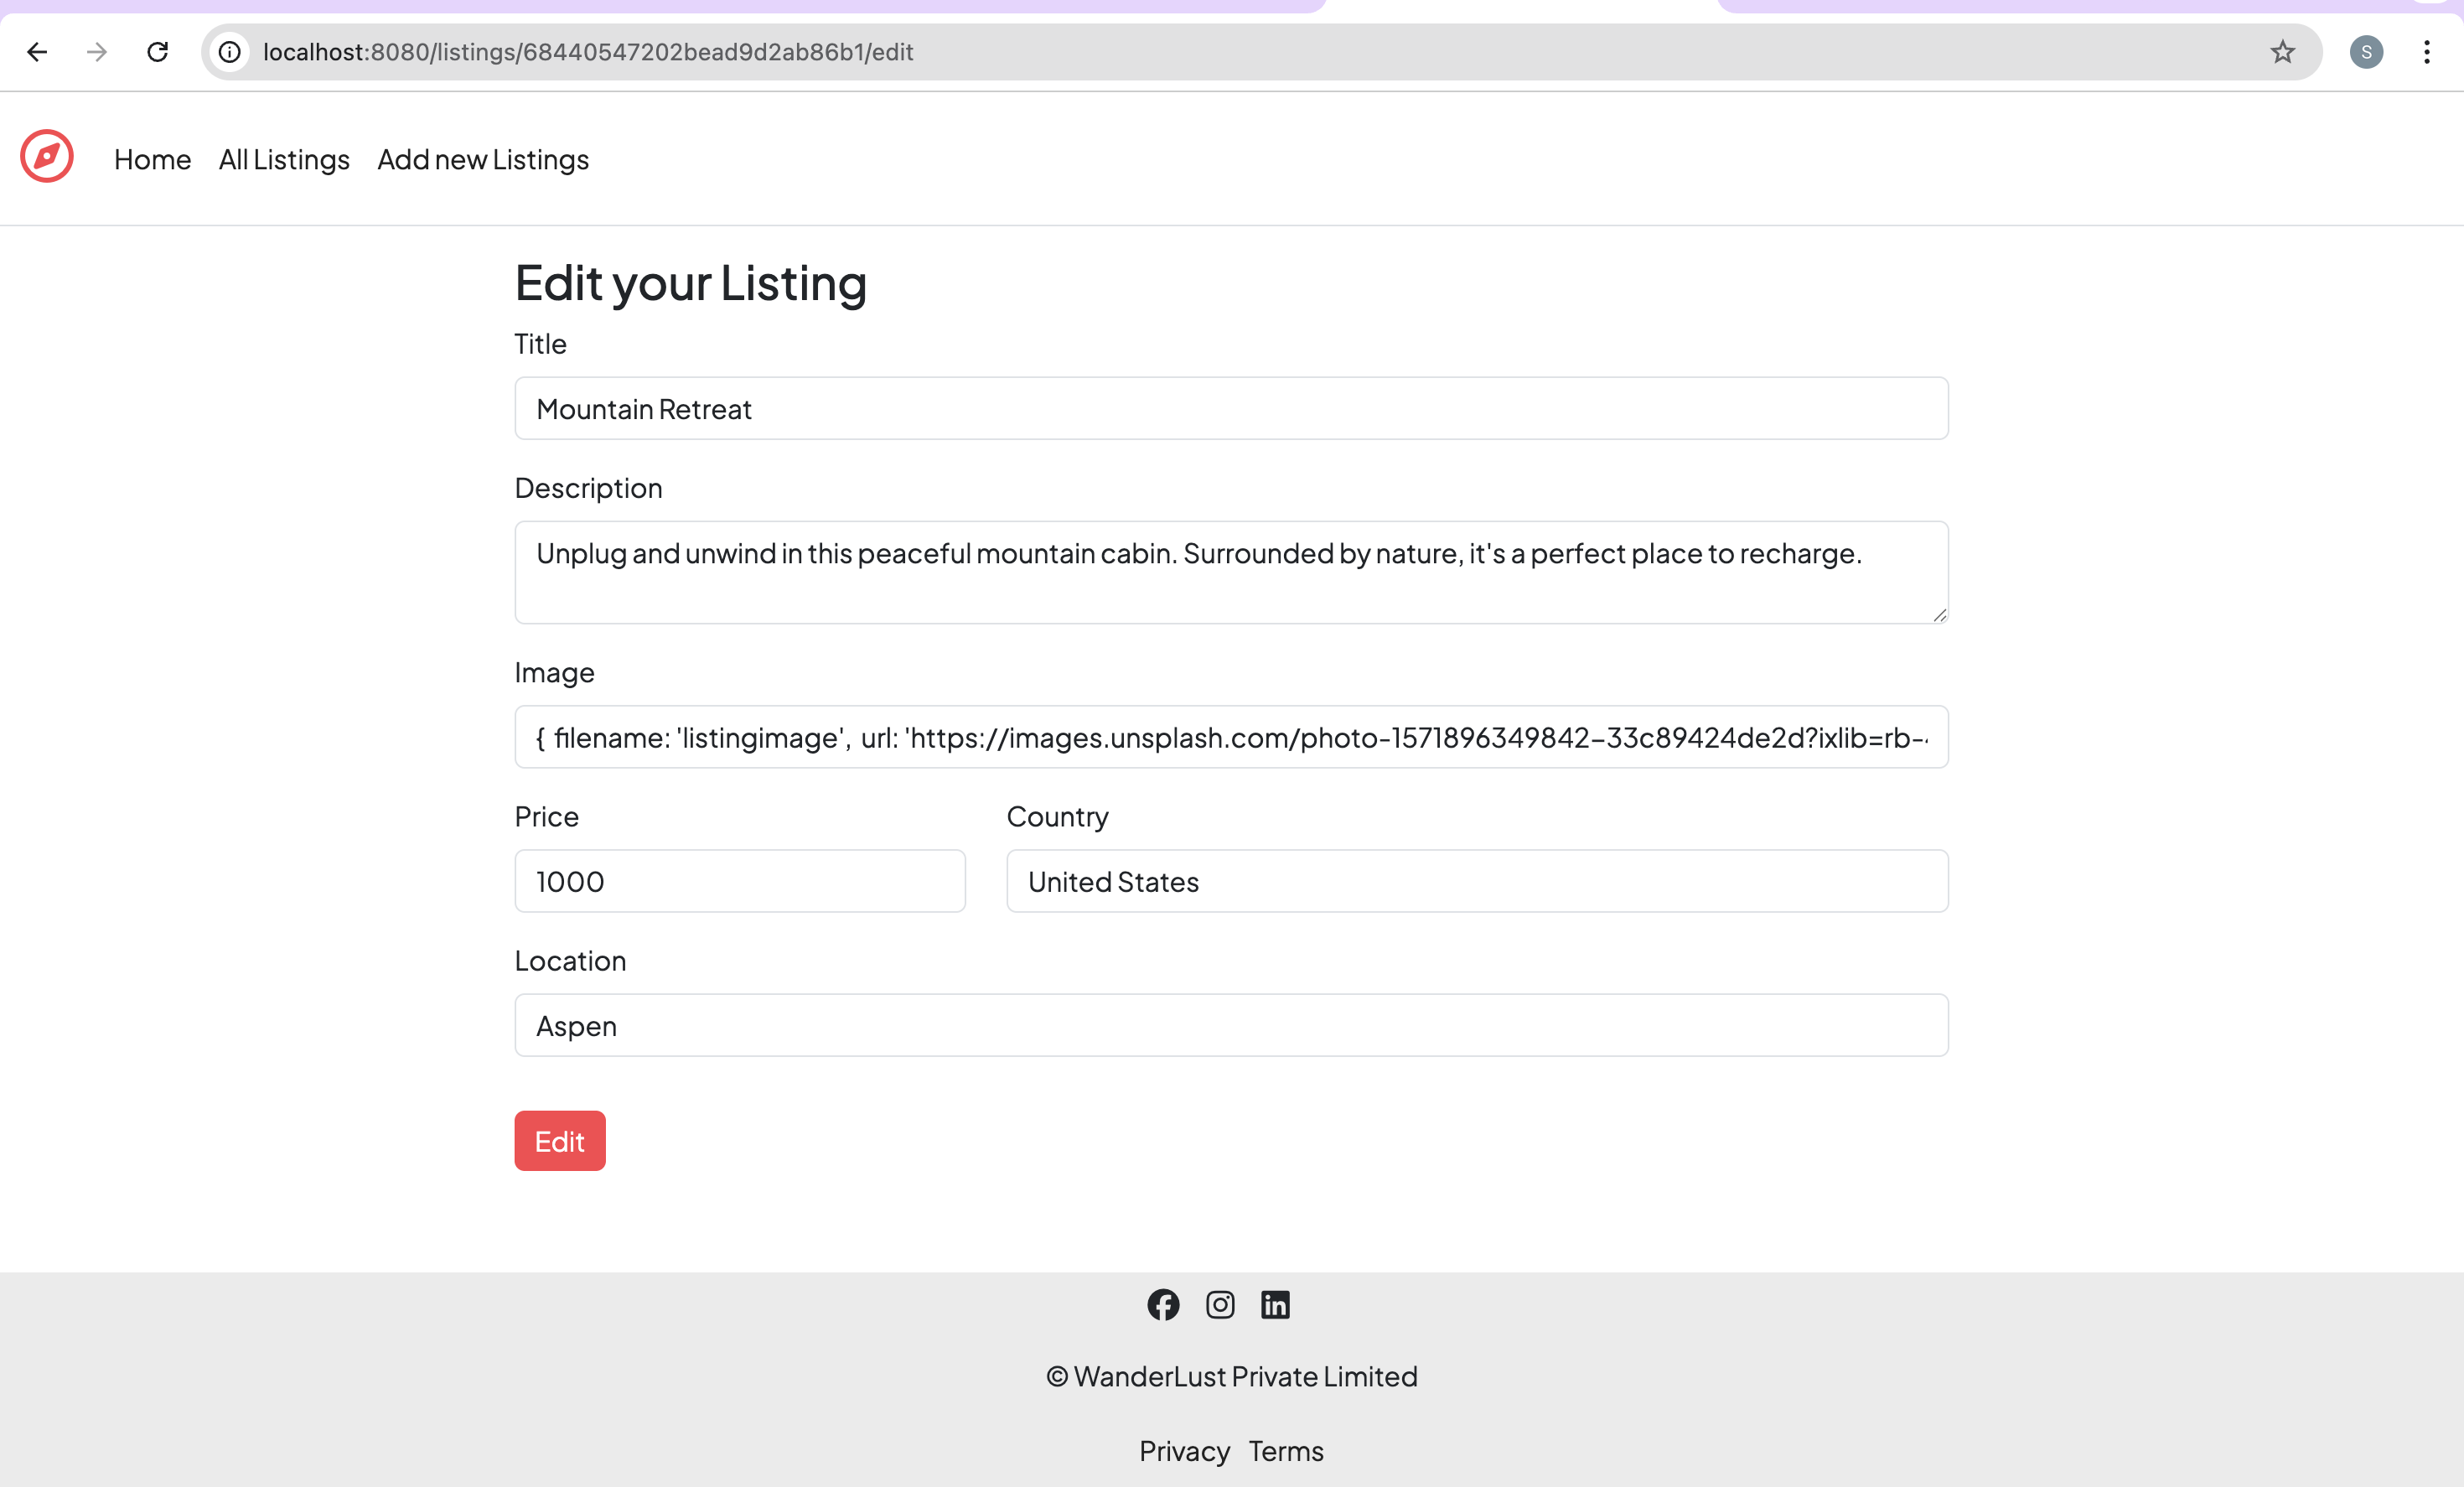 localhost:8080/listings/68440547202bead9d2ab86b1/edit
S
Home All Listings Add new Listings
Edit your Listing
Title
Mountain Retreat
Description
Unplug and unwind in this peaceful mountain cabin. Surrounded by nature, it's a perfect place to recharge.
Image
{ filename: 'listingimage', url: 'https://images.unsplash.com/photo-1571896349842-33c89424de2d?ixlib=rb-
Price Country
1000 United States
Location
Aspen
Edit
© WanderLust Private Limited
Privacy Terms